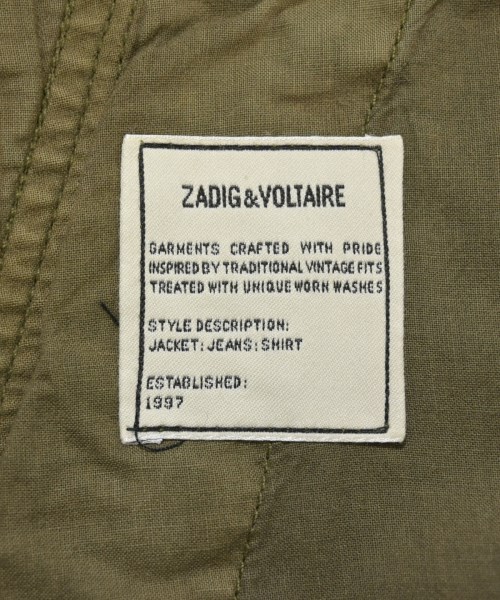 ZADIG&VOLTAIRE
GARMENTS CRAFTED WITH PRIDE
INSPIRED BY TRADITIONAL VINTAGE FITS
TREATED WITH UNIQUE WORN WASHES
STYLE DESCRIPTION:
JACKET: JEANS: SHIRT
ESTABLISHED:
1997